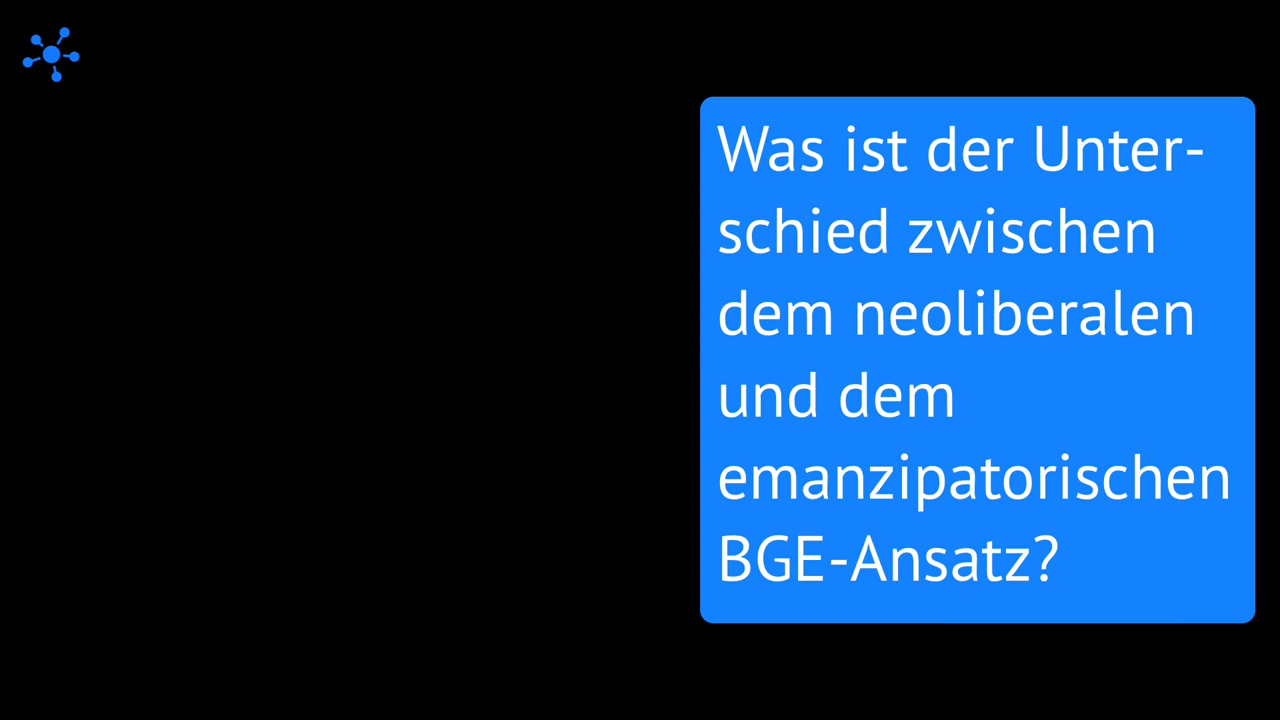 Was ist der Unter-
schied zwischen
dem neoliberalen
und dem
emanzipatorischen
BGE-Ansatz?